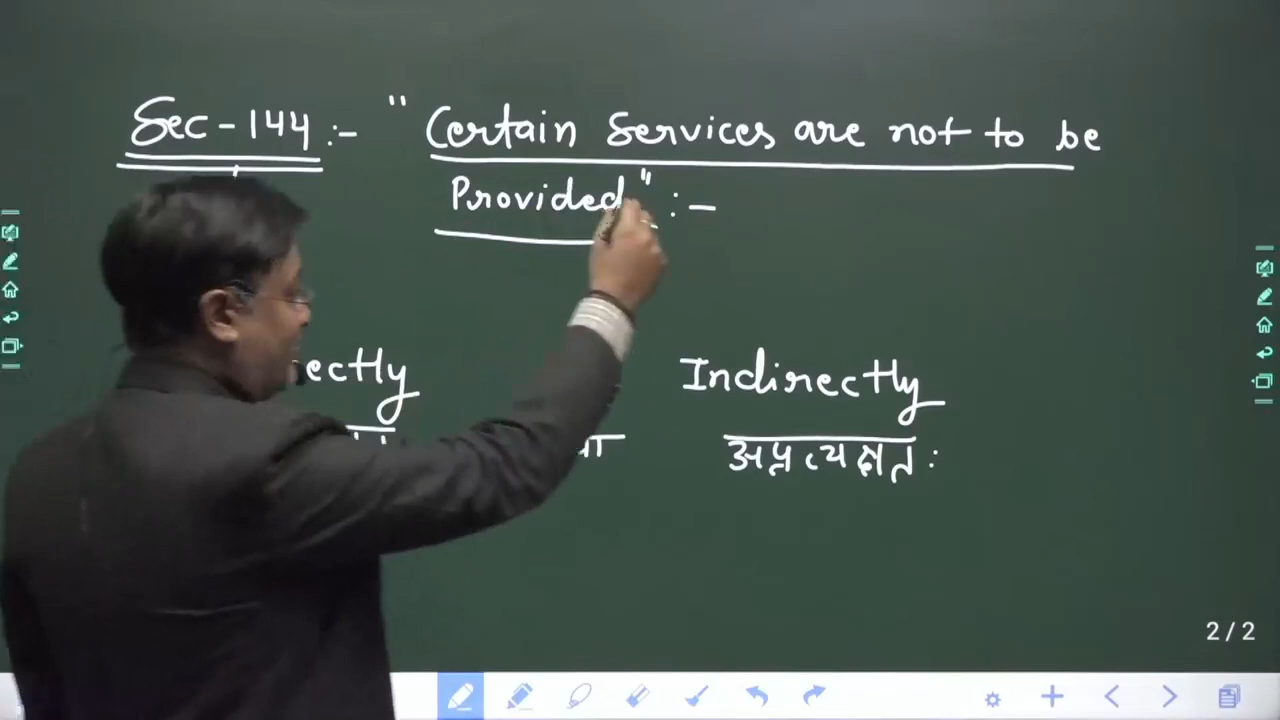 Sec-144 :- " Certain Services are not to be
Provided" :-
Indirectly
अप्रत्यक्षतः
2/2